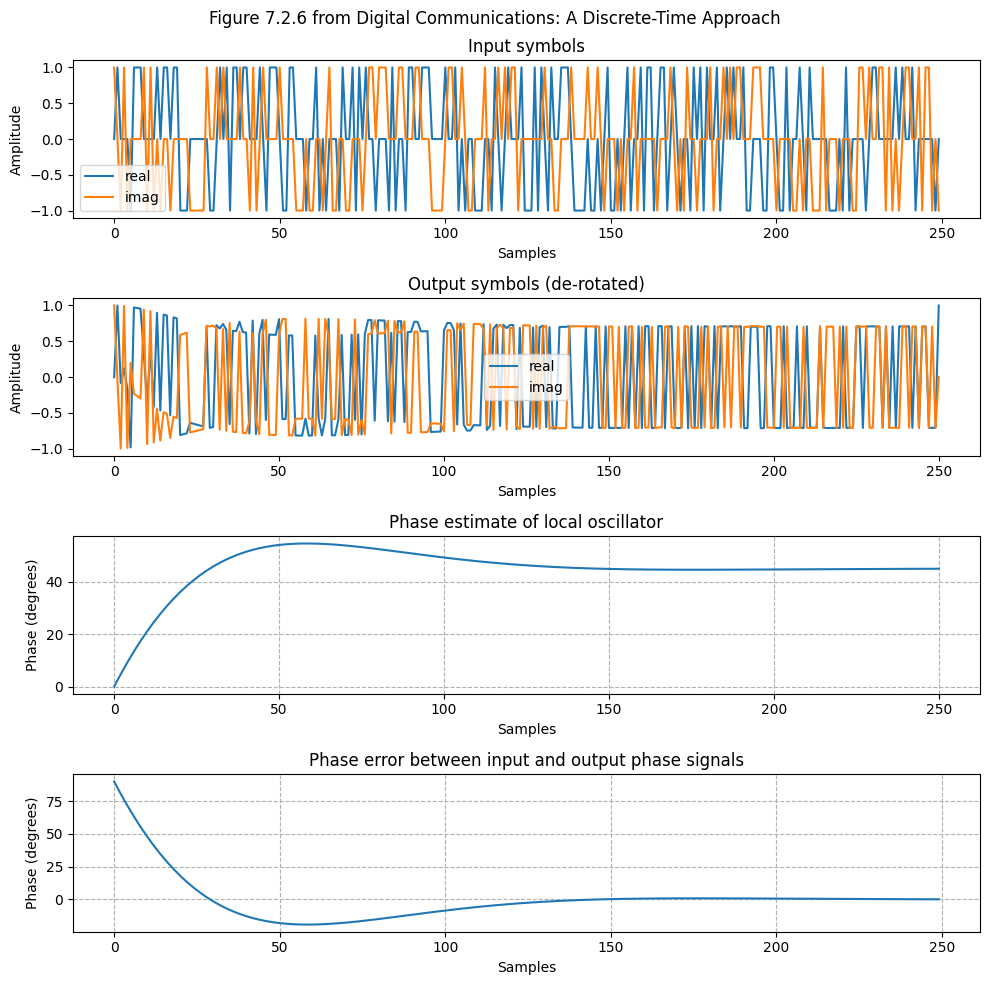 Figure 7.2.6 from Digital Communications: A Discrete-Time Approach
Input symbols
Amplitude
1.0
0.5
0.0
−0.5
−1.0
real
imag
0 50 100 150 200 250
Samples
Output symbols (de-rotated)
Amplitude
1.0
0.5
0.0
−0.5
−1.0
real
imag
0 50 100 150 200 250
Samples
Phase estimate of local oscillator
Phase (degrees)
40
20
0
0 50 100 150 200 250
Samples
Phase error between input and output phase signals
Phase (degrees)
75
50
25
0
0 50 100 150 200 250
Samples